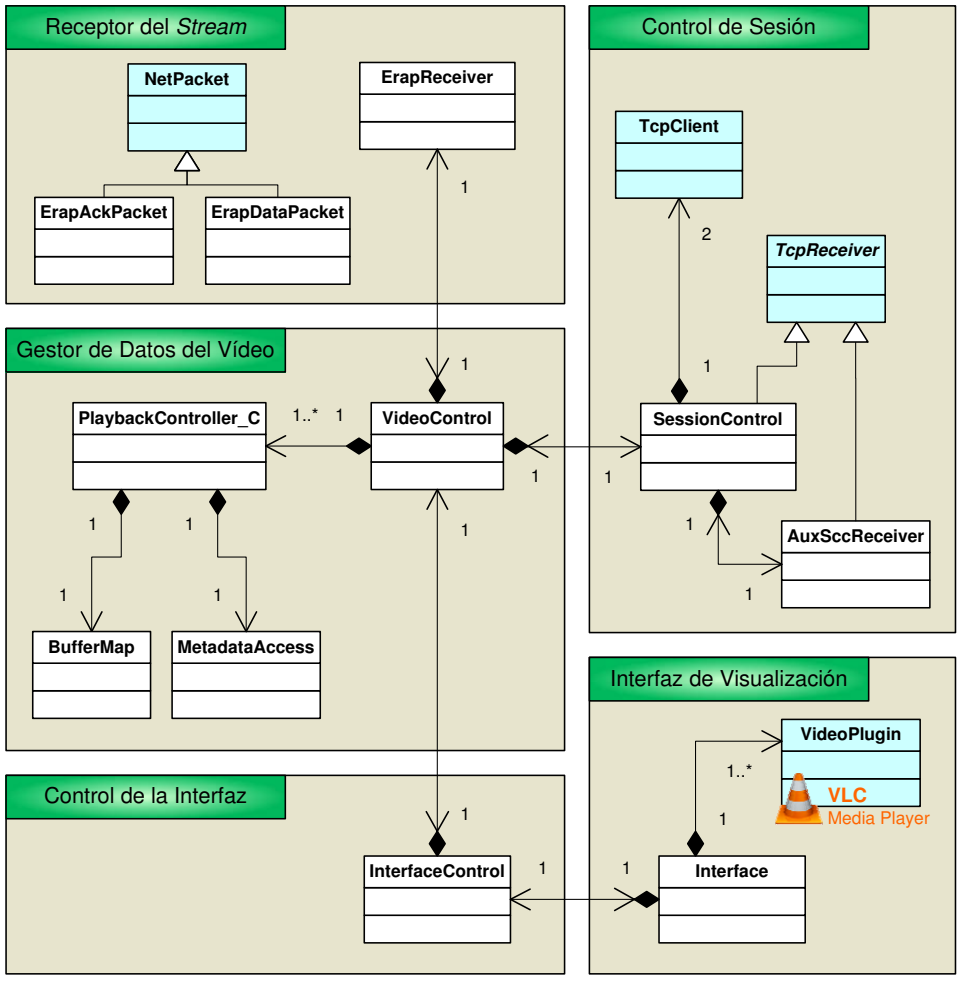 Receptor del Stream
NetPacket
ErapReceiver
ErapAckPacket
ErapDataPacket
1
1
Control de Sesión
TcpClient
2
TcpReceiver
1
SessionControl
1
1
AuxSccReceiver
1
Gestor de Datos del Vídeo
PlaybackController_C
1..* 1
VideoControl
1
1
1
1
1
1
1
BufferMap
MetadataAccess
Control de la Interfaz
1
InterfaceControl
1
1
Interfaz de Visualización
VideoPlugin
1..*
VLC
Media Player
1
Interface